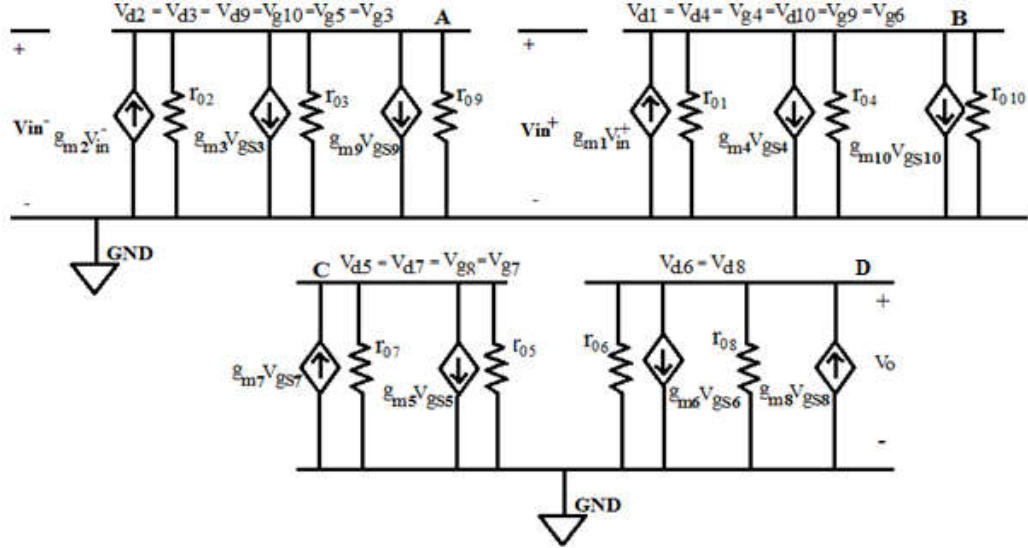 Vd2 = Vd3 = Vd9 =Vg10 =Vg5 = Vg3 A
Vd1 = Vd4 = Vg4 = Vd10 = Vg9 = Vg6 B
+ +
r02 r03 r09 r01 r04 r010
Vin- Vin+
gm2Vin- gm3Vgs3 gm9Vgs9 gm1Vin+ gm4Vgs4 gm10Vgs10
- -
GND
C Vd5 = Vd7 = Vg8 = Vg7
Vd6 = Vd8 D
+
r07 r05 r06 r08
Vo
gm7Vgs7 gm5Vgs5 gm6Vgs6 gm8Vgs8
-
GND